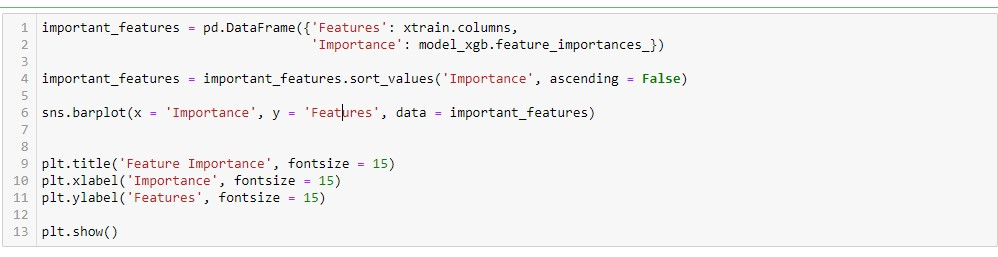 1 important_features = pd.DataFrame({'Features': xtrain.columns,
2 'Importance': model_xgb.feature_importances_})
3
4 important_features = important_features.sort_values('Importance', ascending = False)
5
6 sns.barplot(x = 'Importance', y = 'Features', data = important_features)
7
8
9 plt.title('Feature Importance', fontsize = 15)
10 plt.xlabel('Importance', fontsize = 15)
11 plt.ylabel('Features', fontsize = 15)
12
13 plt.show()